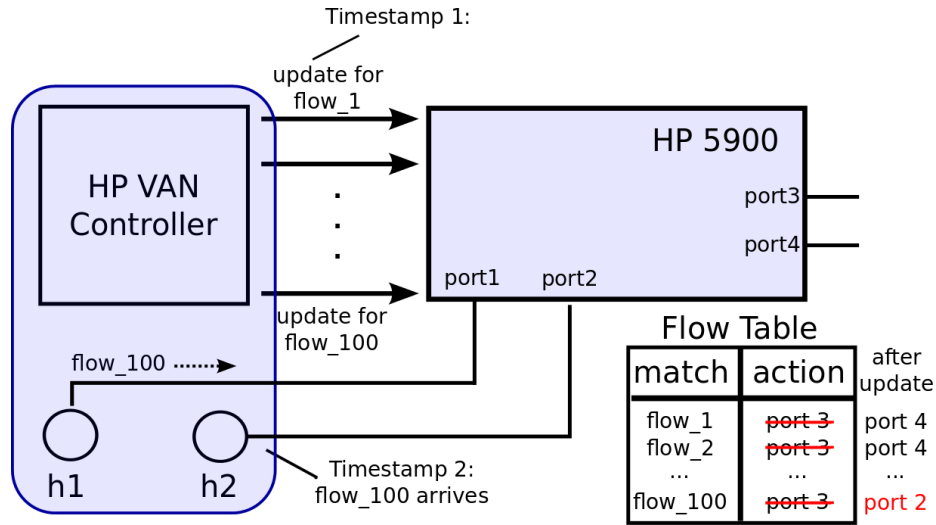 Timestamp 1:
update for
flow_1
HP VAN
Controller
.
.
.
HP 5900
port3
port4
port1
port2
update for
flow_100
flow_100
h1
h2
Timestamp 2:
flow_100 arrives
Flow Table
match action after
update
flow_1 port 3 port 4
flow_2 port 3 port 4
... ... ...
flow_100 port 3 port 2